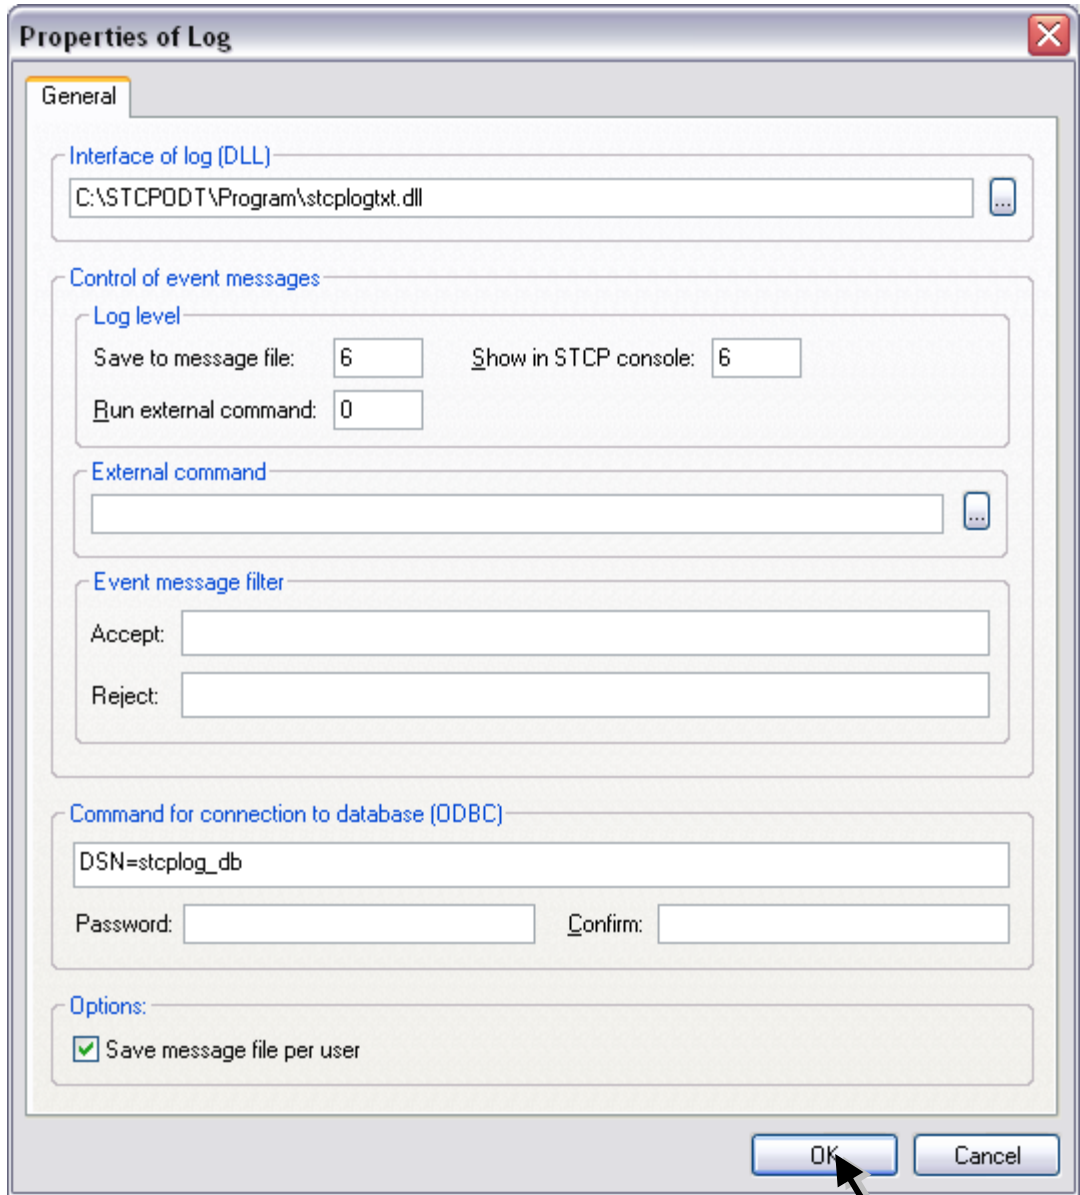 Properties of Log
General
Interface of log (DLL)
C:\STCPODT\Program\stcplogtxt.dll
...
Control of event messages
Log level
Save to message file: 6 Show in STCP console: 6
Run external command: 0
External command
...
Event message filter
Accept:
Reject:
Command for connection to database (ODBC)
DSN=stcplog_db
Password: Confirm:
Options:
Save message file per user
OK Cancel